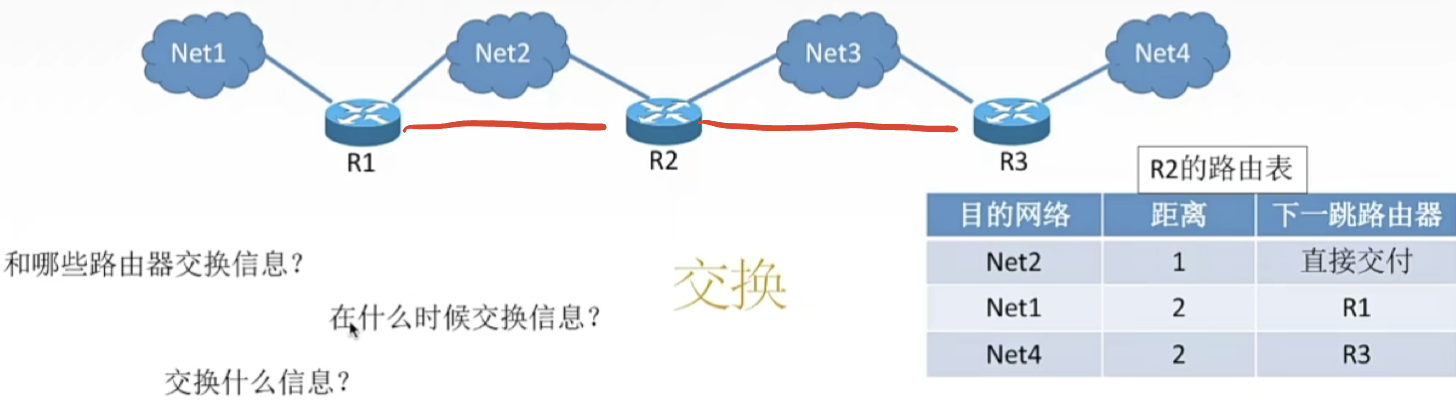 Net1
Net2
Net3
Net4
R1
R2
R3
R2的路由表
目的网络 距离 下一跳路由器
Net2 1 直接交付
Net1 2 R1
Net4 2 R3
和哪些路由器交换信息？
在什么时候交换信息？
交换什么信息？
交换